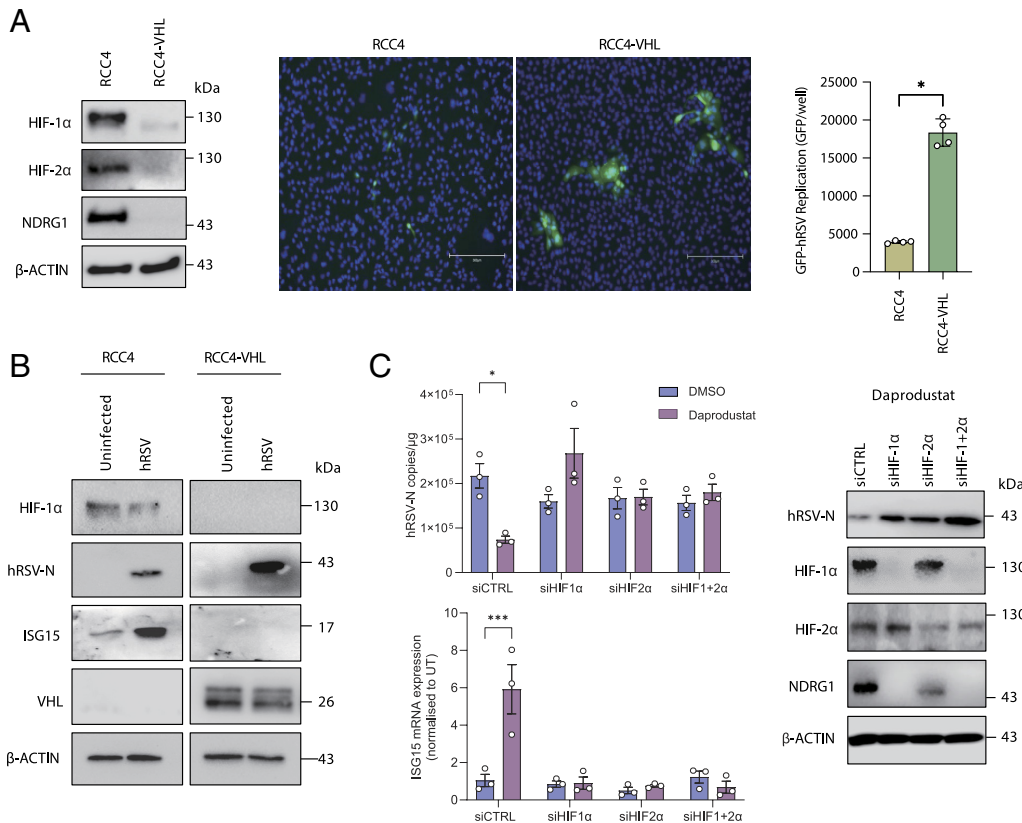 A
RCC4
RCC4-VHL
kDa
HIF-1α
130
HIF-2α
130
NDRG1
43
β-ACTIN
43
RCC4
RCC4-VHL
GFP-hRSV Replication (GFP/well)
25000
20000
15000
10000
5000
0
*
RCC4
RCC4-VHL
B
RCC4
RCC4-VHL
Uninfected
hRSV
Uninfected
hRSV
kDa
HIF-1α
130
hRSV-N
43
ISG15
17
VHL
26
β-ACTIN
43
C
hRSV-N copies/µg
4×10⁵
3×10⁵
2×10⁵
1×10⁵
0
*
DMSO
Daprodustat
siCTRL
siHIF1α
siHIF2α
siHIF1+2α
ISG15 mRNA expression
(normalised to UT)
10
8
6
4
2
0
***
siCTRL
siHIF1α
siHIF2α
siHIF1+2α
Daprodustat
siCTRL
siHIF-1α
siHIF-2α
siHIF-1+2α
kDa
hRSV-N
43
HIF-1α
130
HIF-2α
130
NDRG1
43
β-ACTIN
43